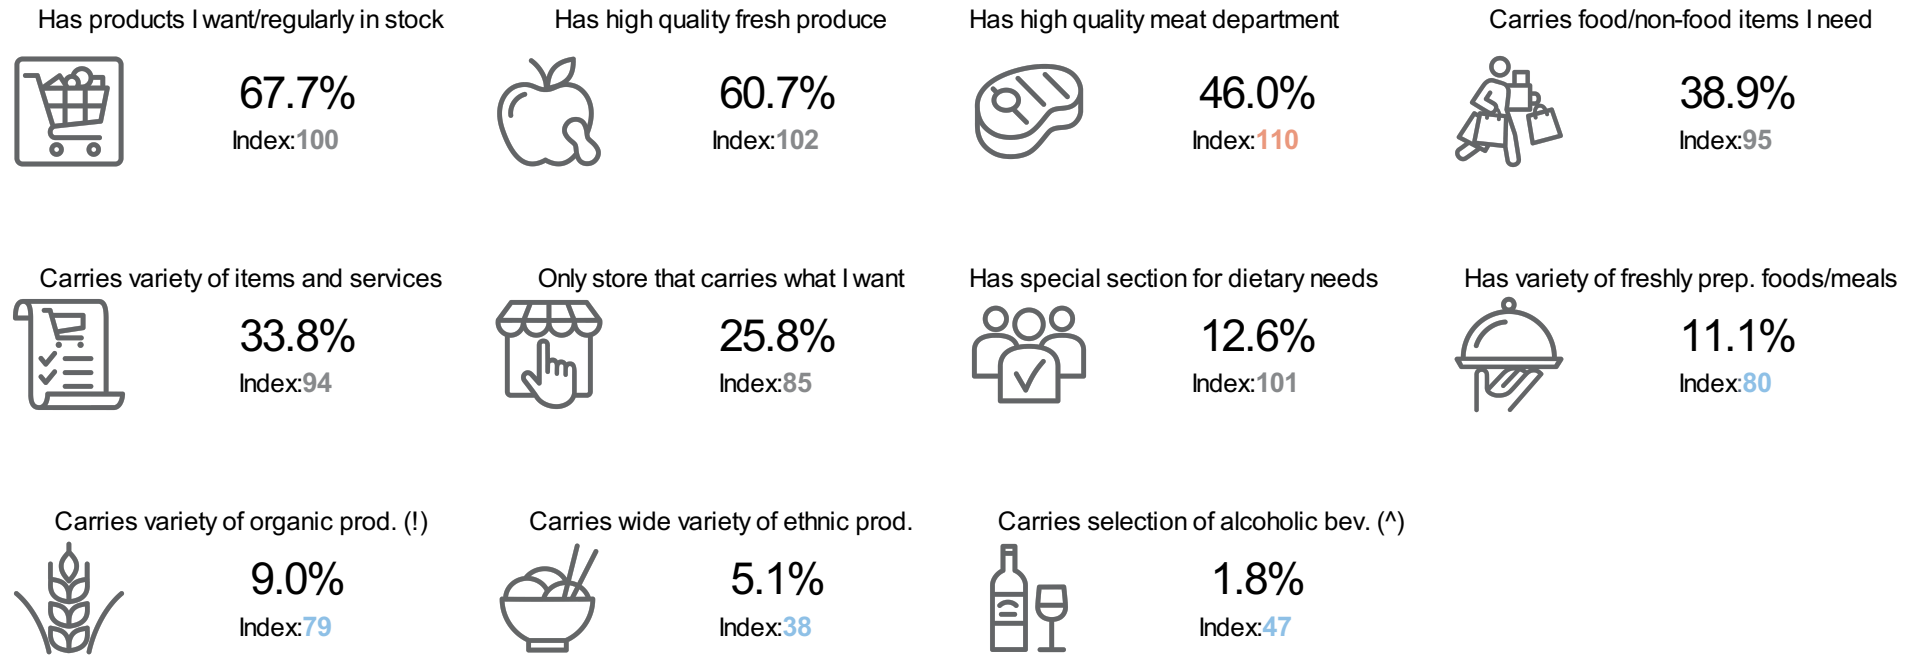 Has products I want/regularly in stock
67.7%
Index:100
Has high quality fresh produce
60.7%
Index:102
Has high quality meat department
46.0%
Index:110
Carries food/non-food items I need
38.9%
Index:95
Carries variety of items and services
33.8%
Index:94
Only store that carries what I want
25.8%
Index:85
Has special section for dietary needs
12.6%
Index:101
Has variety of freshly prep. foods/meals
11.1%
Index:80
Carries variety of organic prod. (!)
9.0%
Index:79
Carries wide variety of ethnic prod.
5.1%
Index:38
Carries selection of alcoholic bev. (^)
1.8%
Index:47